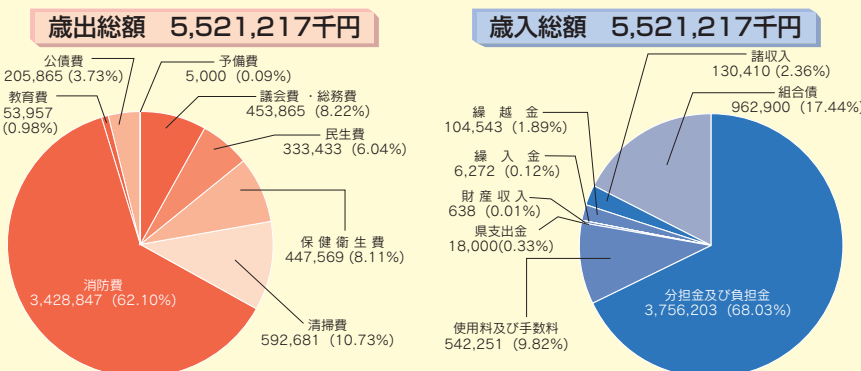 歳出総額　5,521,217千円
公債費
205,865 (3.73%)
予備費
5,000 (0.09%)
教育費
53,957
(0.98%)
議会費・総務費
453,865 (8.22%)
民生費
333,433 (6.04%)
保健衛生費
447,569 (8.11%)
消防費
3,428,847 (62.10%)
清掃費
592,681 (10.73%)
歳入総額　5,521,217千円
諸収入
130,410 (2.36%)
組合債
962,900 (17.44%)
繰越金
104,543 (1.89%)
繰入金
6,272 (0.12%)
財産収入
638 (0.01%)
県支出金
18,000(0.33%)
分担金及び負担金
3,756,203 (68.03%)
使用料及び手数料
542,251 (9.82%)